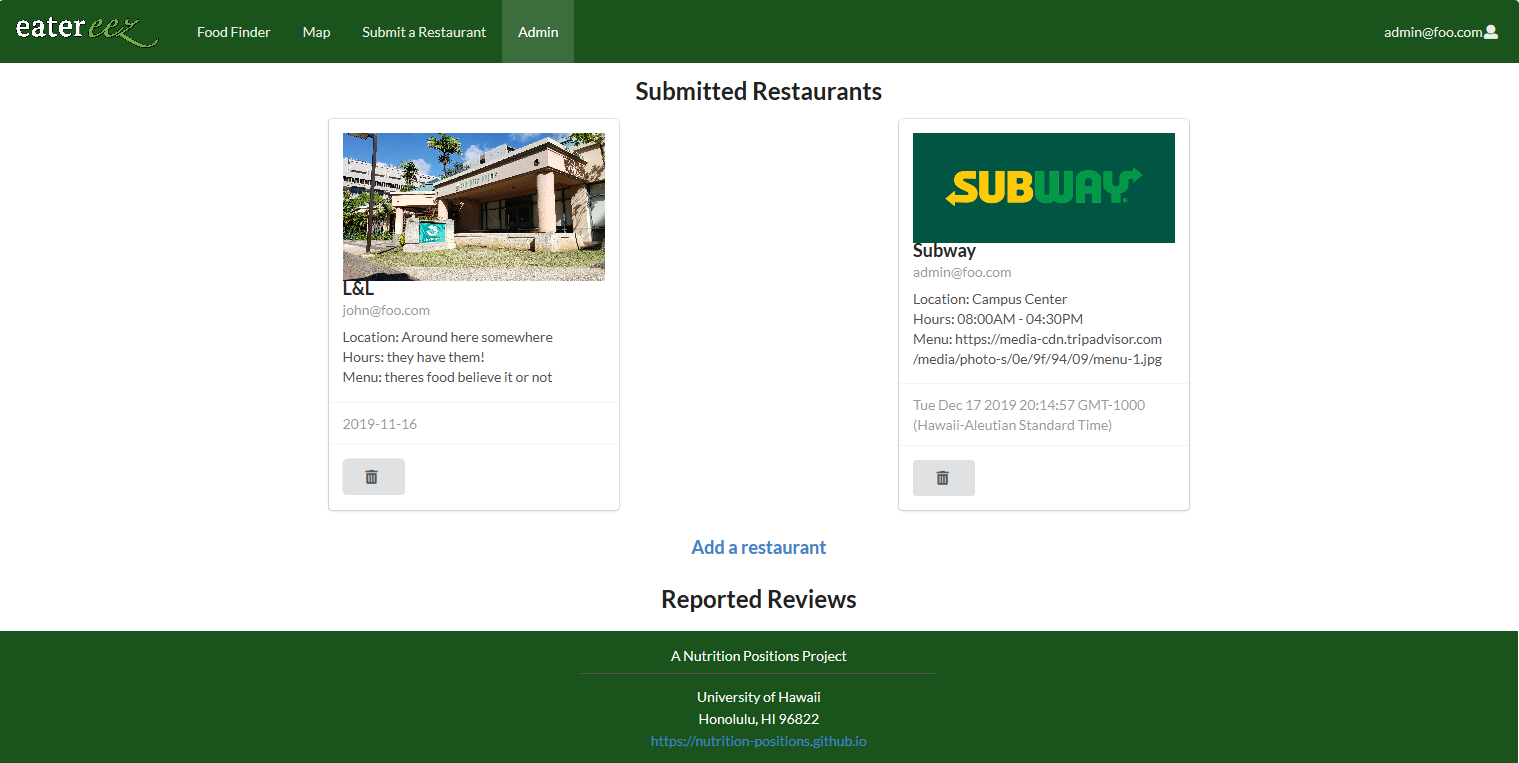 eatereez
Food Finder
Map
Submit a Restaurant
Admin
admin@foo.com
Submitted Restaurants
L&L
john@foo.com
Location: Around here somewhere
Hours: they have them!
Menu: theres food believe it or not
2019-11-16
SUBWAY
Subway
admin@foo.com
Location: Campus Center
Hours: 08:00AM - 04:30PM
Menu: https://media-cdn.tripadvisor.com
/media/photo-s/0e/9f/94/09/menu-1.jpg
Tue Dec 17 2019 20:14:57 GMT-1000
(Hawaii-Aleutian Standard Time)
Add a restaurant
Reported Reviews
A Nutrition Positions Project
University of Hawaii
Honolulu, HI 96822
https://nutrition-positions.github.io